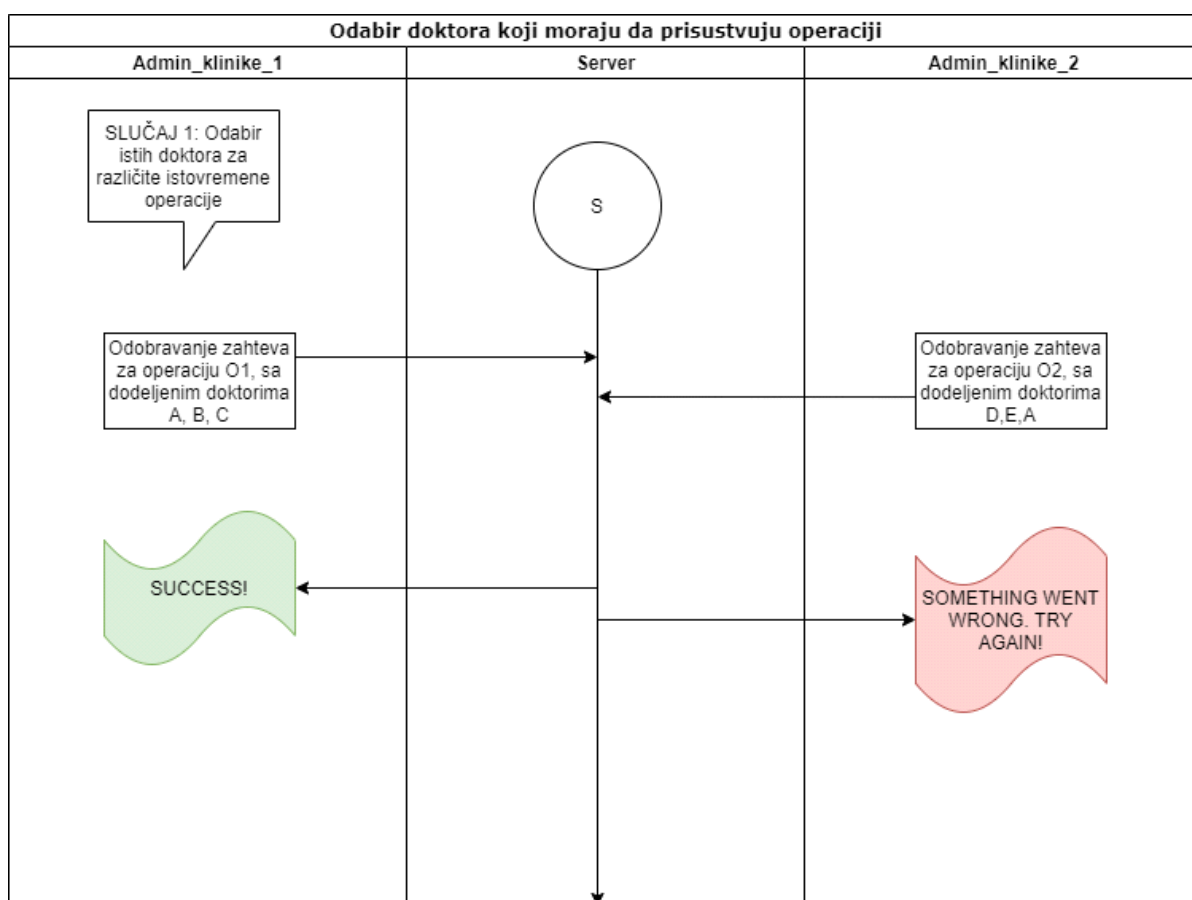 Odabir doktora koji moraju da prisustvuju operaciji
Admin_klinike_1
Server
Admin_klinike_2
SLUČAJ 1: Odabir
istih doktora za
različite istovremene
operacije
S
Odobravanje zahteva
za operaciju O1, sa
dodeljenim doktorima
A, B, C
Odobravanje zahteva
za operaciju O2, sa
dodeljenim doktorima
D,E,A
SUCCESS!
SOMETHING WENT
WRONG. TRY
AGAIN!